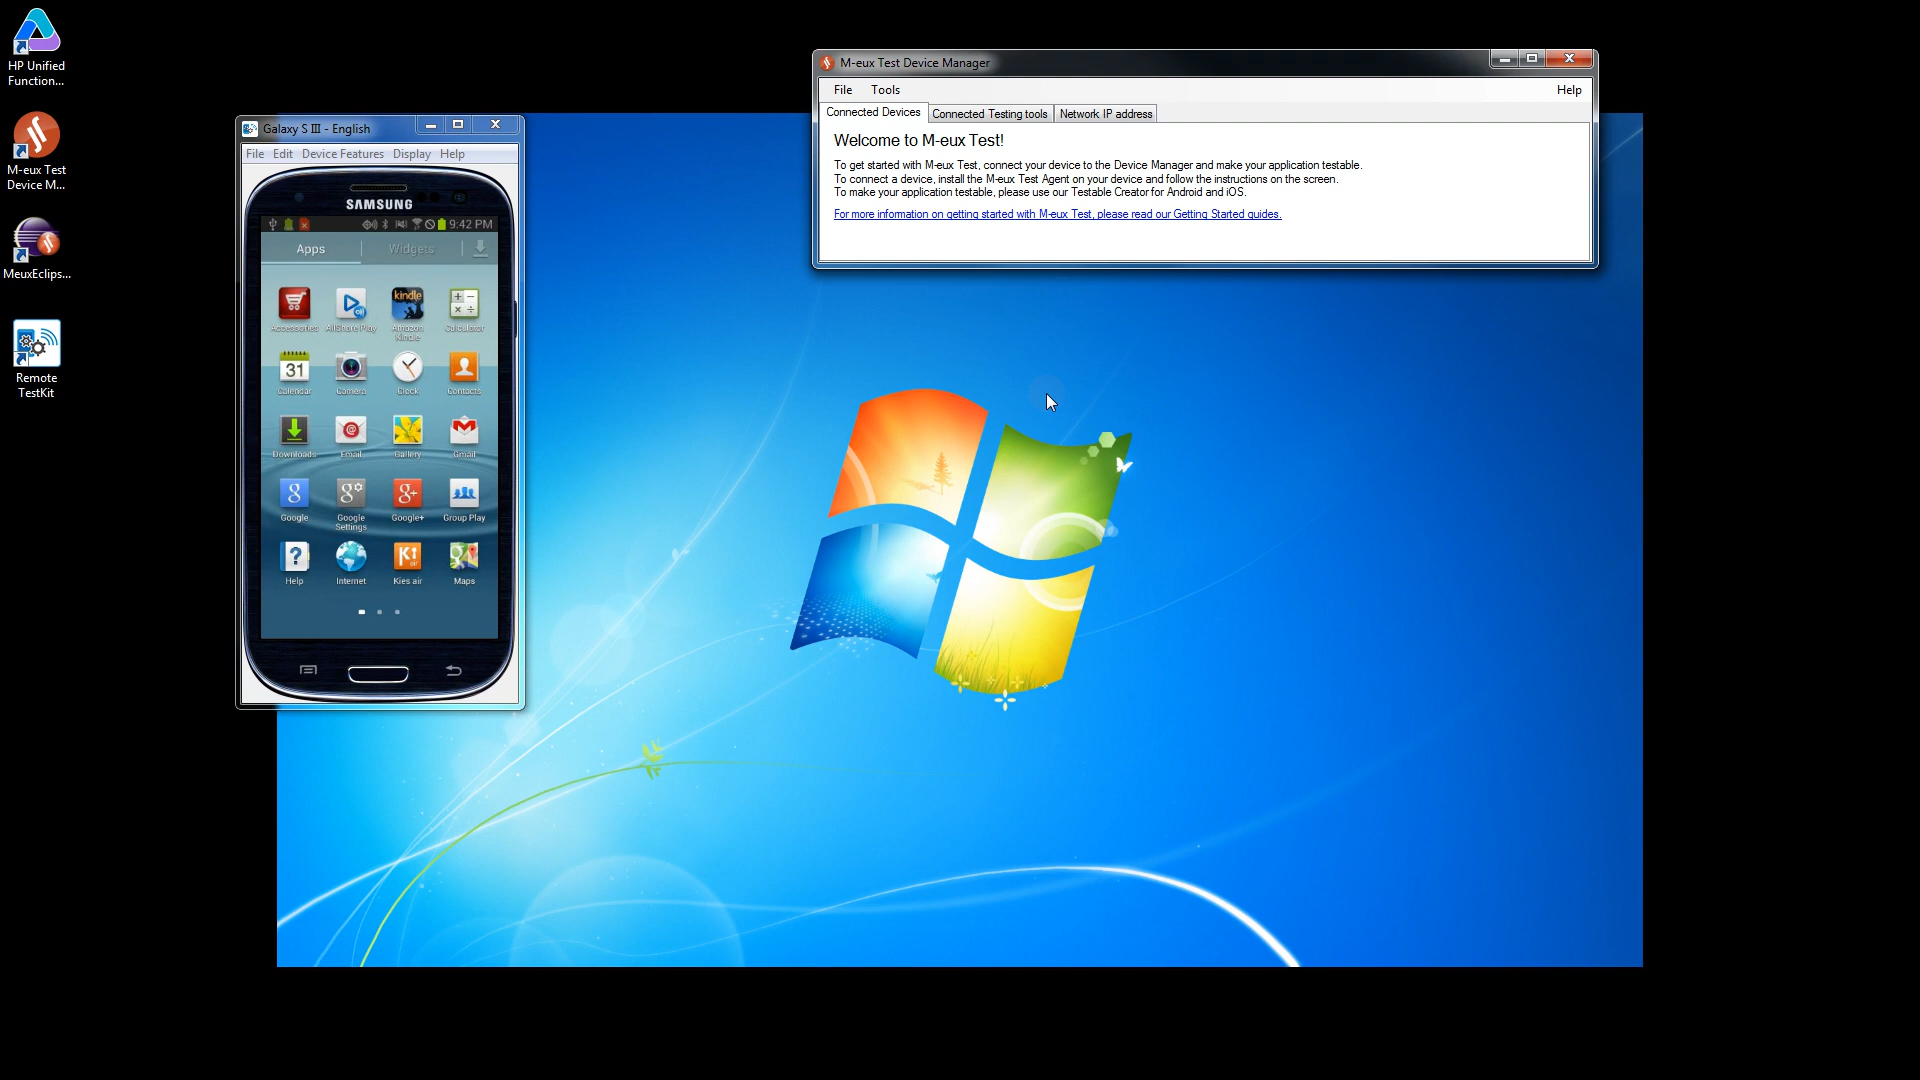 HP Unified
Function...
M-eux Test
Device M...
MeuxEclips...
Remote
TestKit
Galaxy S III - English
File Edit Device Features Display Help
SAMSUNG
9:42 PM
Apps Widgets
kindle
Accessories AllShare Play Amazon Kindle Calculator
31
Calendar Camera Clock Contacts
Downloads Email Gallery Gmail
Google Google Settings Google+ Group Play
Help Internet Kies air Maps
M-eux Test Device Manager
File Tools Help
Connected Devices Connected Testing tools Network IP address
Welcome to M-eux Test!
To get started with M-eux Test, connect your device to the Device Manager and make your application testable.
To connect a device, install the M-eux Test Agent on your device and follow the instructions on the screen.
To make your application testable, please use our Testable Creator for Android and iOS.
For more information on getting started with M-eux Test, please read our Getting Started guides.